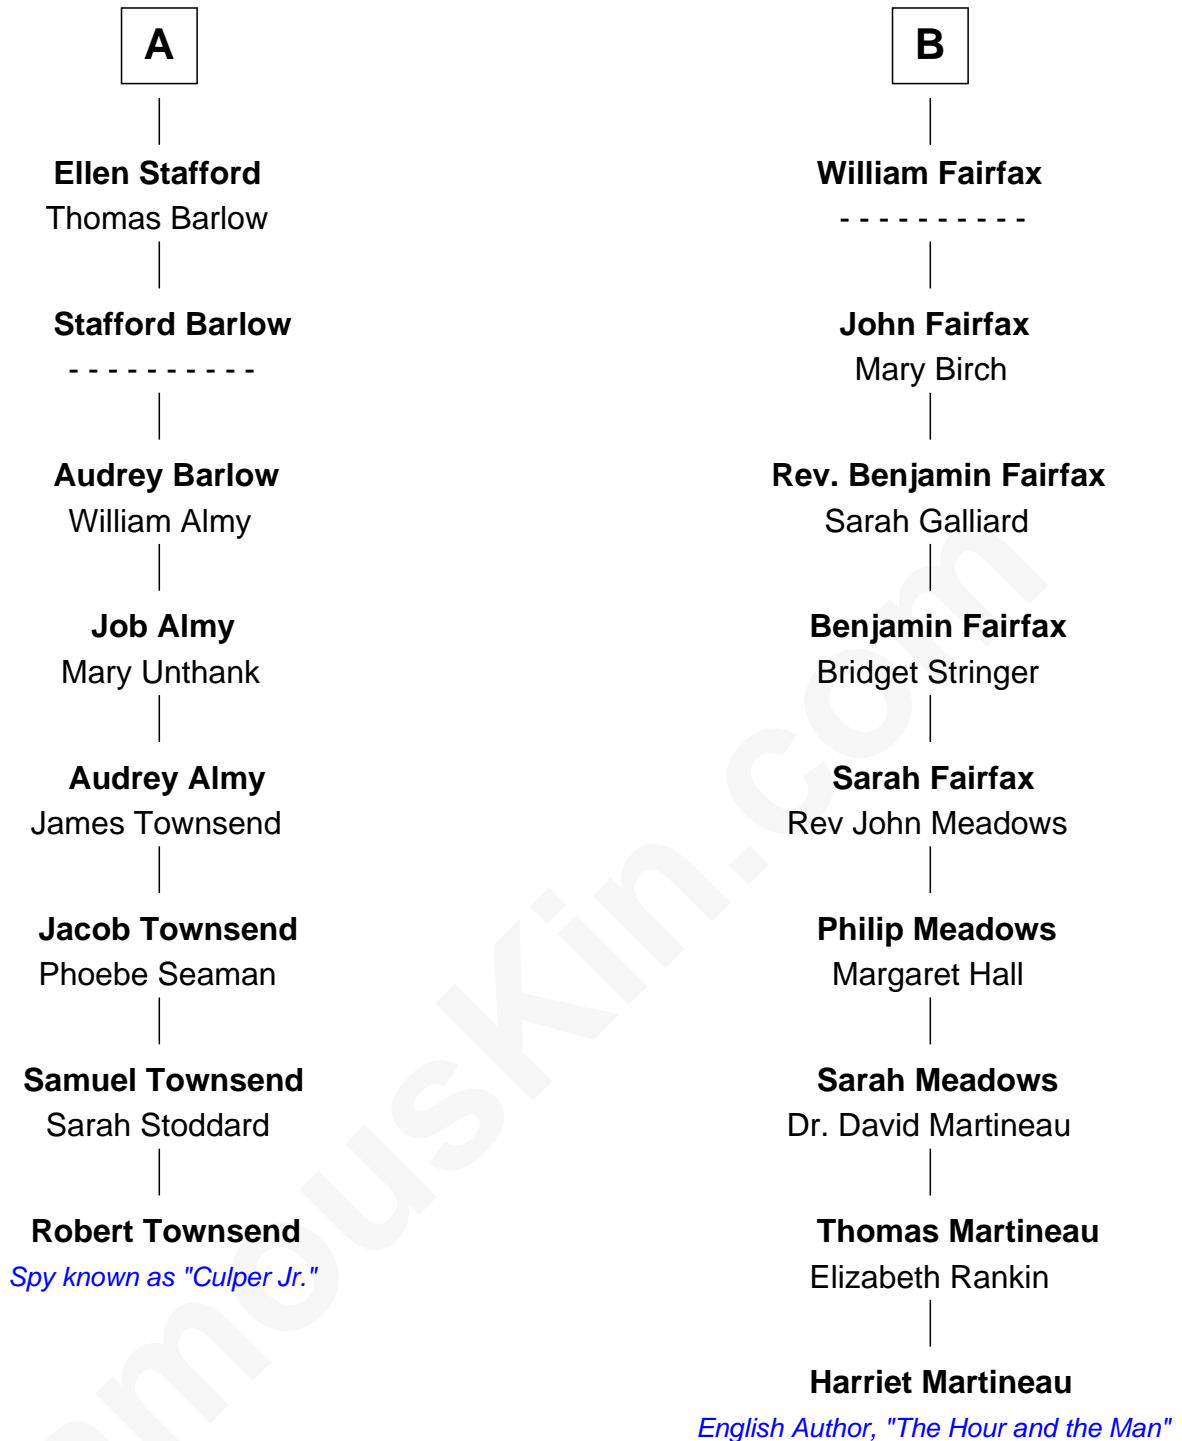 A
Ellen Stafford
Thomas Barlow
Stafford Barlow
- - - - - - - - - -
Audrey Barlow
William Almy
Job Almy
Mary Unthank
Audrey Almy
James Townsend
Jacob Townsend
Phoebe Seaman
Samuel Townsend
Sarah Stoddard
Robert Townsend
Spy known as "Culper Jr."
B
William Fairfax
- - - - - - - - - -
John Fairfax
Mary Birch
Rev. Benjamin Fairfax
Sarah Galliard
Benjamin Fairfax
Bridget Stringer
Sarah Fairfax
Rev John Meadows
Philip Meadows
Margaret Hall
Sarah Meadows
Dr. David Martineau
Thomas Martineau
Elizabeth Rankin
Harriet Martineau
English Author, "The Hour and the Man"
amouskin.com